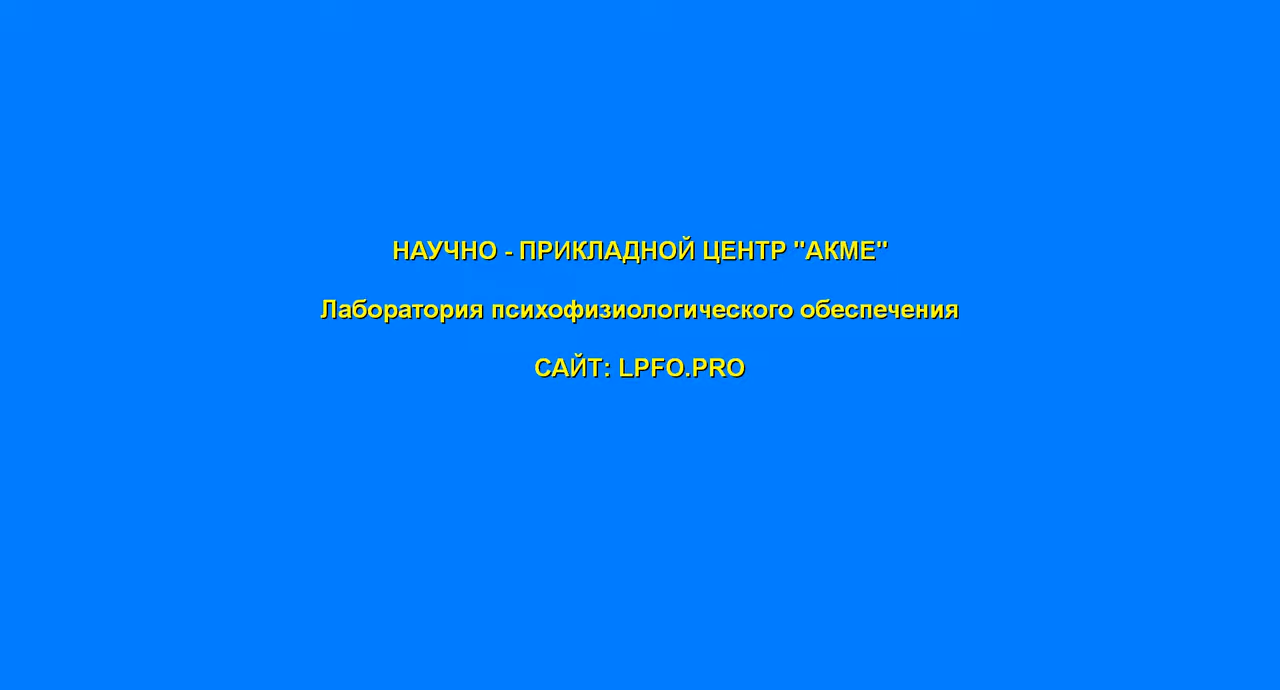 НАУЧНО - ПРИКЛАДНОЙ ЦЕНТР "АКМЕ"
Лаборатория психофизиологического обеспечения
САЙТ: LPFO.PRO